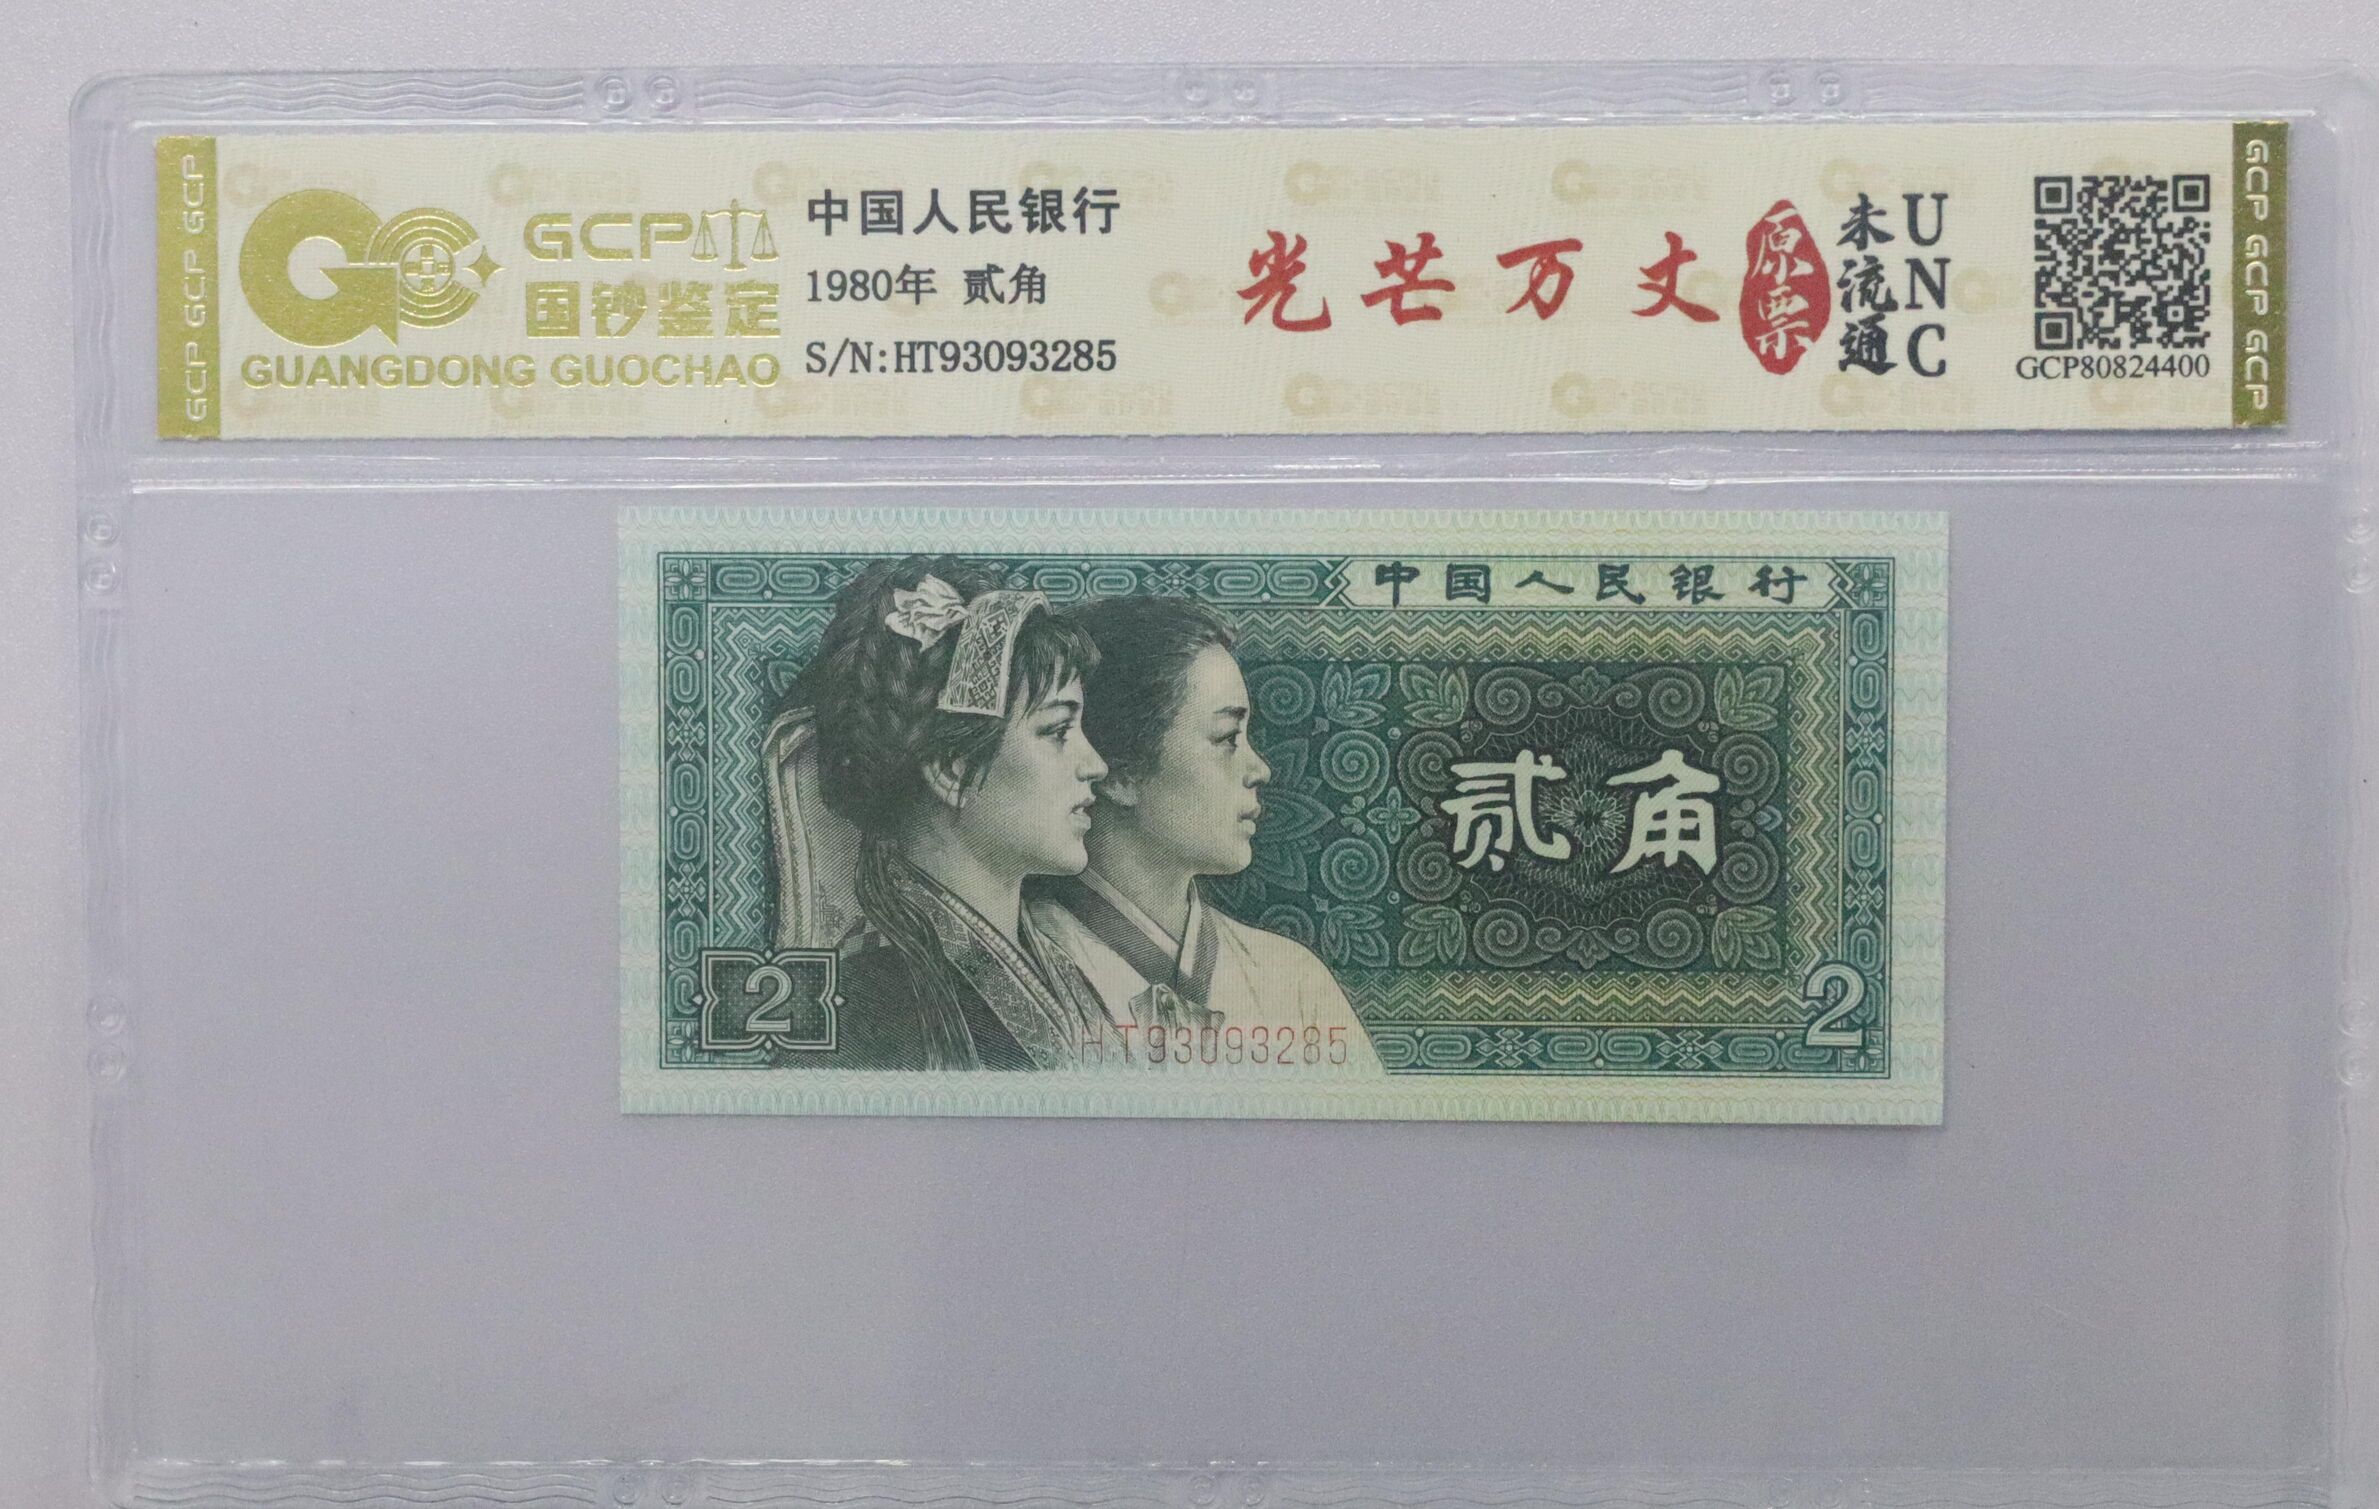 GCP GCP GCP
GCP
国钞鉴定
GUANGDONG GUOCHAO
中国人民银行
1980年 贰角
S/N:HT93093285
光芒万丈
原票
未流通
UNC
GCP80824400
GCP GCP GCP
中国人民银行
贰角
2
2
HT93093285